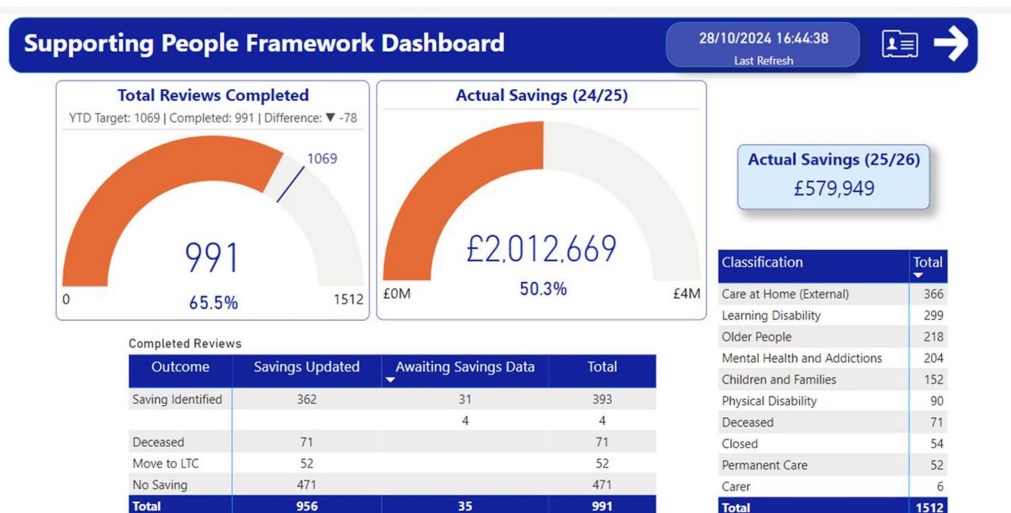 Supporting People Framework Dashboard
28/10/2024 16:44:38
Last Refresh
Total Reviews Completed
YTD Target: 1069 | Completed: 991 | Difference: ▼ -78
1069
991
65.5%
0
1512
Actual Savings (24/25)
£2,012,669
50.3%
£0M
£4M
Actual Savings (25/26)
£579,949
Completed Reviews
Outcome Savings Updated Awaiting Savings Data Total
Saving Identified 362 31 393
4 4
Deceased 71 71
Move to LTC 52 52
No Saving 471 471
Total 956 35 991
Classification Total
Care at Home (External) 366
Learning Disability 299
Older People 218
Mental Health and Addictions 204
Children and Families 152
Physical Disability 90
Deceased 71
Closed 54
Permanent Care 52
Carer 6
Total 1512